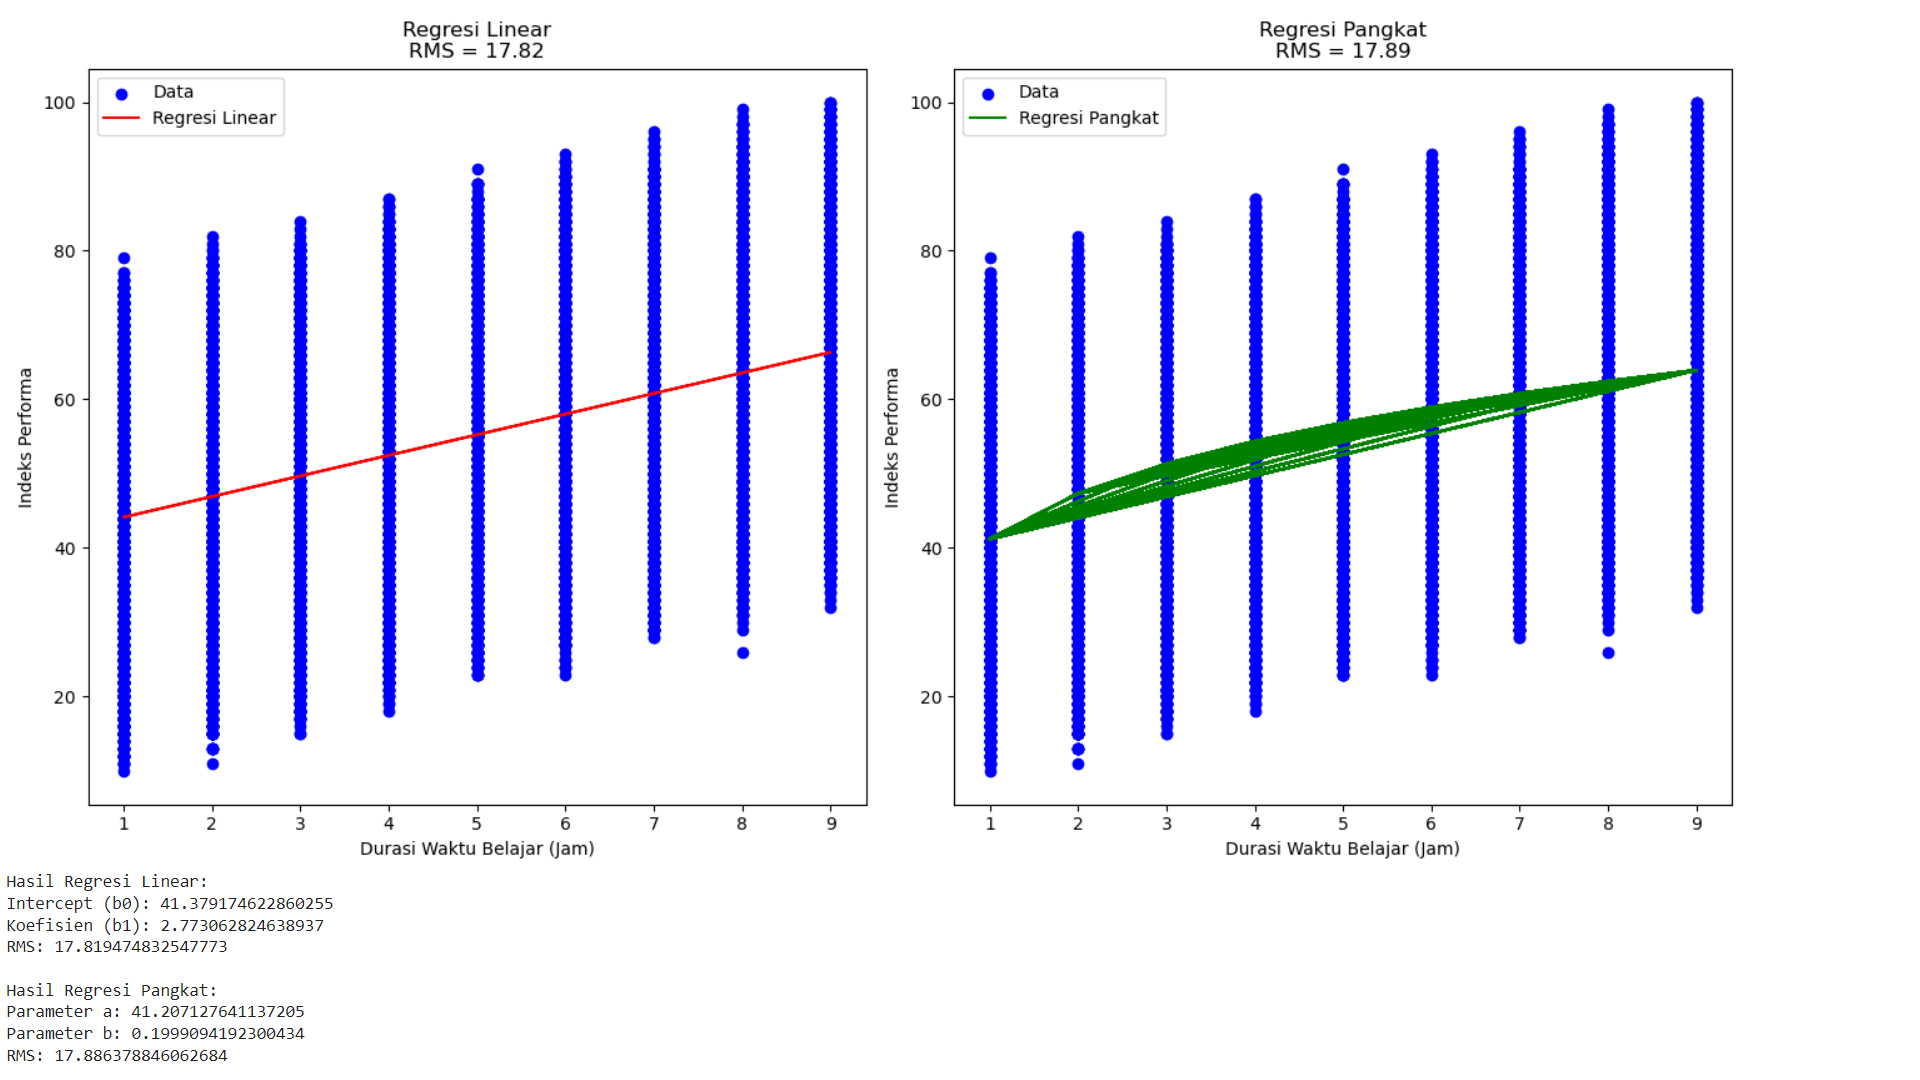 Regresi Linear
RMS = 17.82
Data
Regresi Linear
100
80
60
40
20
Indeks Performa
1 2 3 4 5 6 7 8 9
Durasi Waktu Belajar (Jam)
Regresi Pangkat
RMS = 17.89
Data
Regresi Pangkat
100
80
60
40
20
Indeks Performa
1 2 3 4 5 6 7 8 9
Durasi Waktu Belajar (Jam)
Hasil Regresi Linear:
Intercept (b0): 41.379174622860255
Koefisien (b1): 2.773062824638937
RMS: 17.819474832547773
Hasil Regresi Pangkat:
Parameter a: 41.207127641137205
Parameter b: 0.1999094192300434
RMS: 17.886378846062684